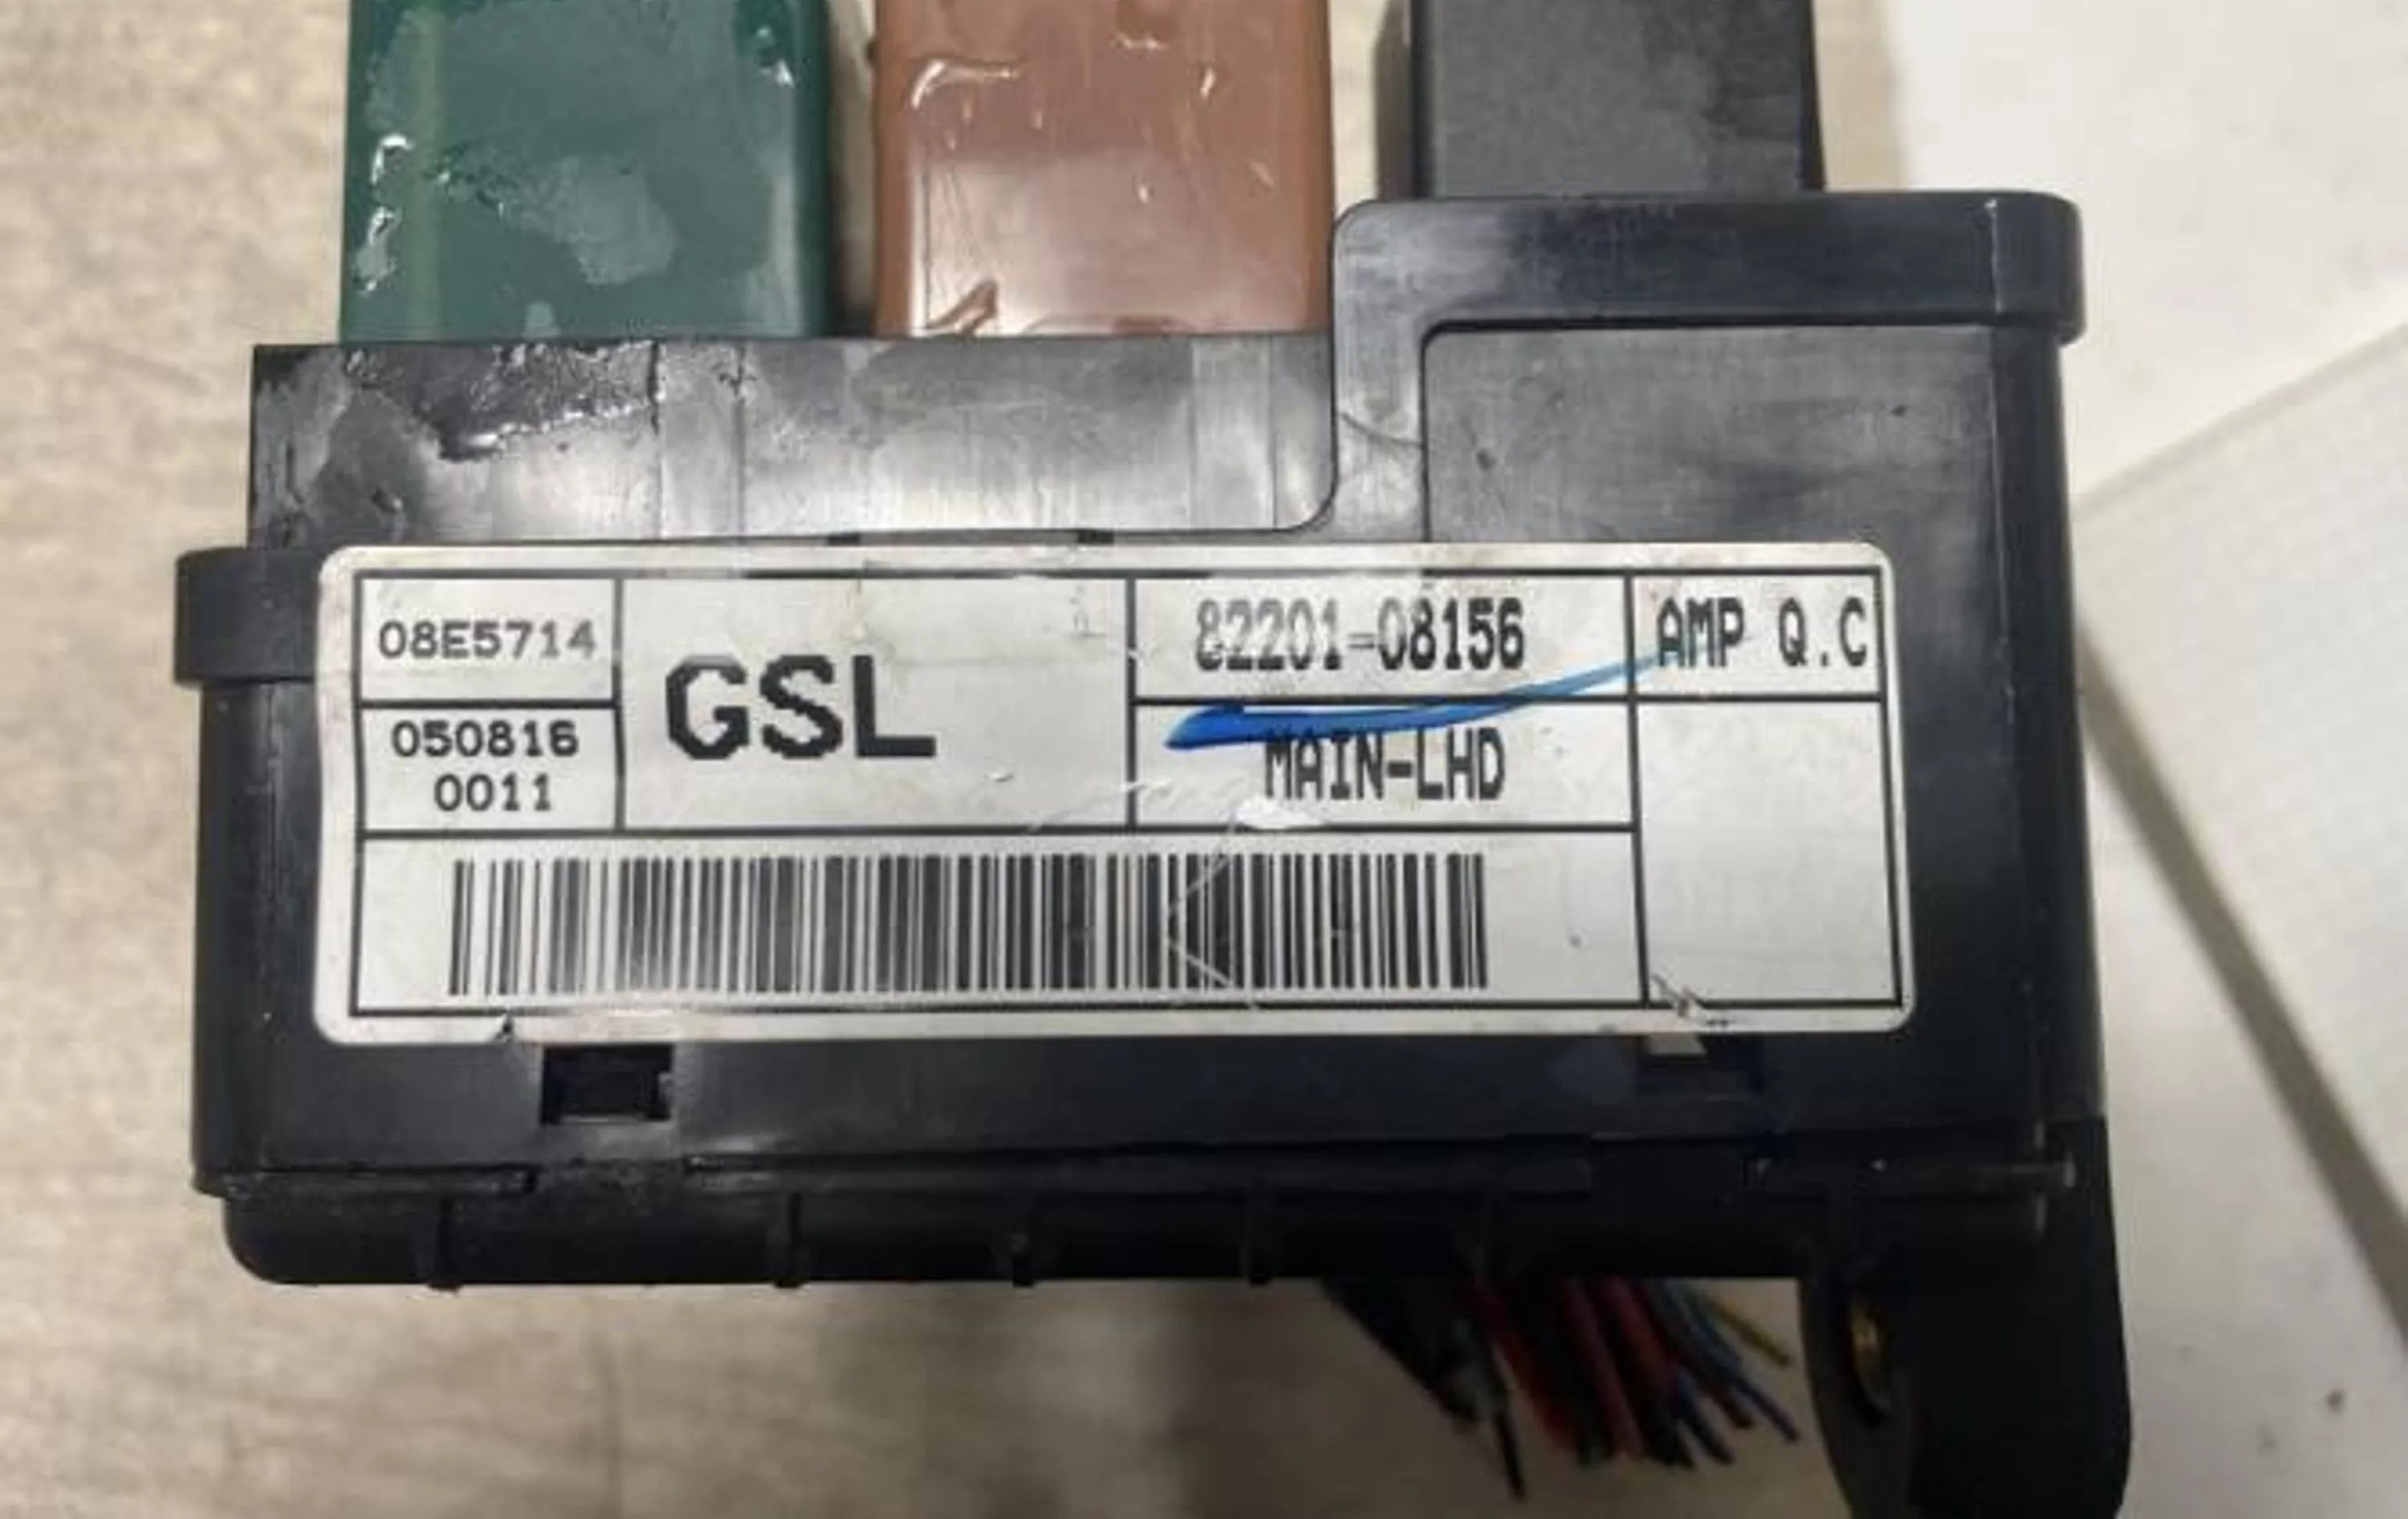 08E5714
050816
0011
GSL
82201-08156
MAIN-LHD
AMP Q.C